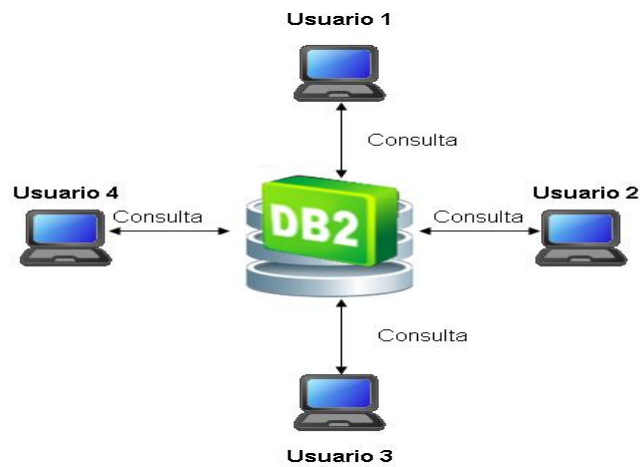 Usuario 1
Consulta
Usuario 4
Consulta
DB2
Consulta
Usuario 2
Consulta
Usuario 3